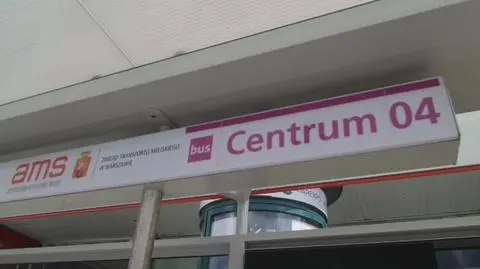 ams
ZARZĄD TRANSPORTU MIEJSKIEGO
W WARSZAWIE
bus
Centrum 04